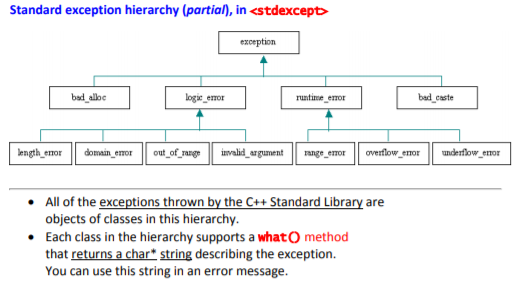 Standard exception hierarchy (partial), in <stdexcept>
exception
bad_alloc logic_error runtime_error bad_caste
length_error domain_error out_of_range invalid_argument range_error overflow_error underflow_error
• All of the exceptions thrown by the C++ Standard Library are
objects of classes in this hierarchy.
• Each class in the hierarchy supports a what() method
that returns a char* string describing the exception.
You can use this string in an error message.